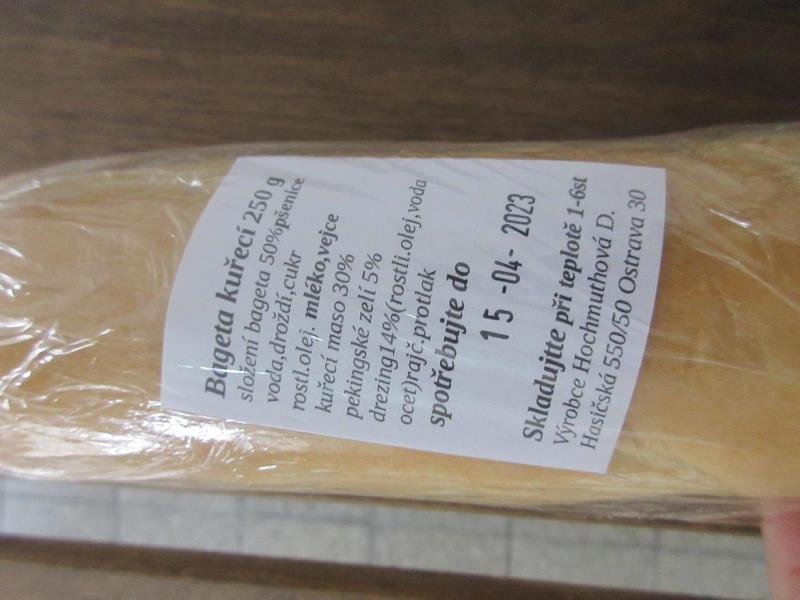 Bageta kuřecí 250 g
složení bageta 50%pšenice
voda,droždí,cukr
rostl.olej. mléko,vejce
kuřecí maso 30%
pekingské zelí 5%
drezing14%(rostli.olej,voda
ocet)rajč.protlak
spotřebujte do
15 -04- 2023
Skladujtte při teplotě 1-6st
Výrobce Hochmuthová D.
Hasičská 550/50 Ostrava 30